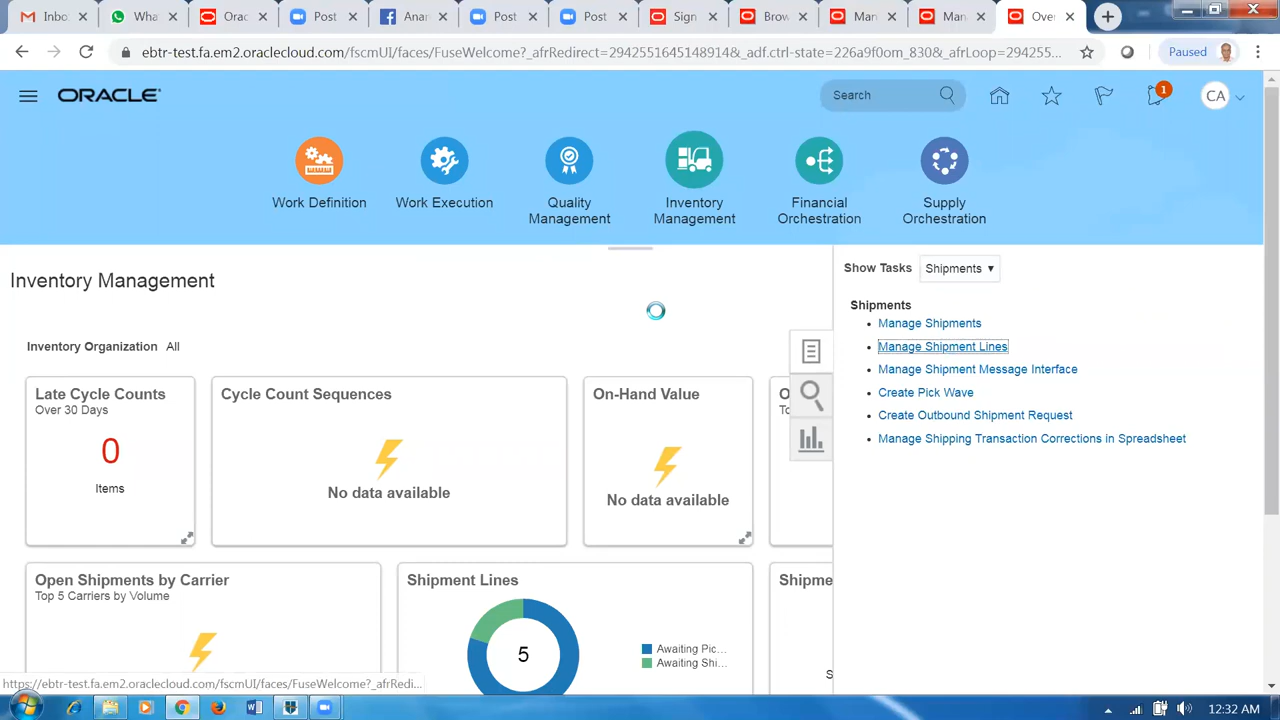 Inbo
Wha
Orac
Post
Anan
Post
Post
Sign
Brow
Man
Man
Over
ebtr-test.fa.em2.oraclecloud.com/fscmUI/faces/FuseWelcome?_afrRedirect=29425516451489​14&_adf.ctrl-state=226a9f00m_830&_afrLoop=294255...
Paused
ORACLE
Search
1
CA
Work Definition
Work Execution
Quality
Management
Inventory
Management
Financial
Orchestration
Supply
Orchestration
Inventory Management
Show Tasks Shipments
Shipments
Manage Shipments
Manage Shipment Lines
Manage Shipment Message Interface
Create Pick Wave
Create Outbound Shipment Request
Manage Shipping Transaction Corrections in Spreadsheet
Inventory Organization All
Late Cycle Counts
Over 30 Days
0
Items
Cycle Count Sequences
No data available
On-Hand Value
No data available
Open Shipments by Carrier
Top 5 Carriers by Volume
Shipment Lines
5
Awaiting Pic...
Awaiting Shi...
Shipme
S
https://ebtr-test.fa.em2.oraclecloud.com/fscmUI/faces/FuseWelcome?_afrRedi...
12:32 AM